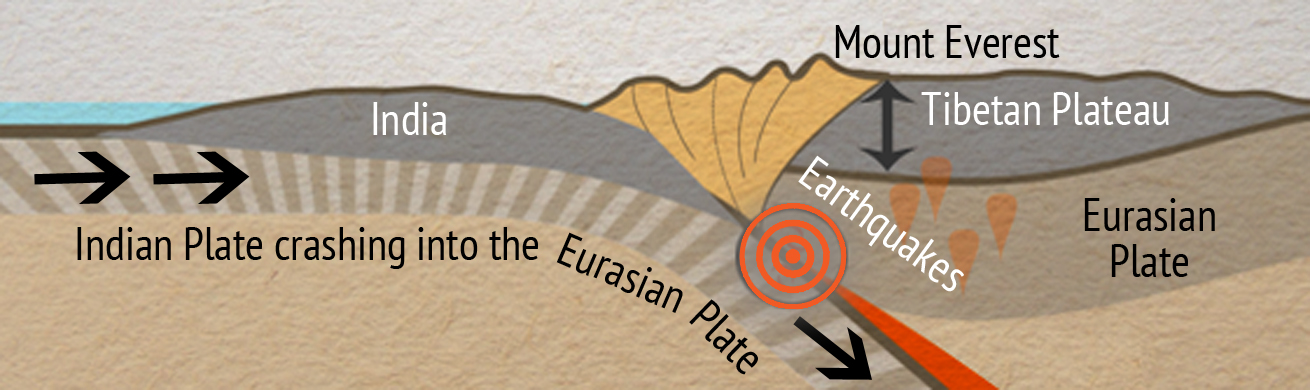 Mount Everest
India
Tibetan Plateau
Earthquakes
Eurasian
Plate
Indian Plate crashing into the Eurasian Plate